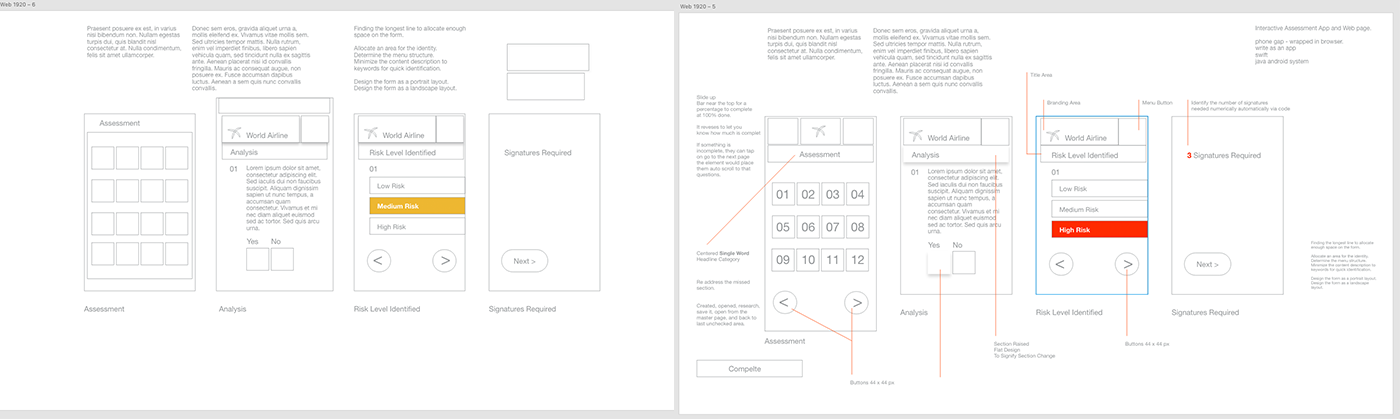 Web 1920 – 6
Praesent posuere ex est, in varius
nisi bibendum non. Nullam egestas
turpis dui, quis blandit nisl
consectetur at. Nulla condimentum,
felis sit amet ullamcorper.
Donec sem eros, gravida aliquet urna a,
mollis eleifend ex. Vivamus vitae mollis sem.
Sed ultricies tempor mattis. Nulla rutrum,
enim vel imperdiet finibus, libero sapien
vehicula quam, sed tincidunt nulla ex sagittis
ante. Aenean placerat nisi id convallis
fringilla. Mauris ac consequat augue, non
posuere ex. Fusce accumsan dapibus
luctus. Aenean a sem quis convallis
convallis.
Finding the longest line to allocate enough
space on the form.
Allocate an area for the identity.
Determine the menu structure.
Minimize the content description to
keywords for quick identification.
Design the form as a portrait layout.
Design the form as a landscape layout.
Assessment
Assessment
World Airline
Analysis
01
Lorem ipsum dolor sit amet,
consectetur adipiscing elit.
Sed iaculis dui non faucibus
suscipit. Aliquam dignissim
sapien ut nunc tempus, a
accumsan quam
consectetur. Vivamus et mi
nec diam aliquet euismod
sed ac tortor. Sed quis arcu
urna.
Yes No
Analysis
World Airline
Risk Level Identified
01
Low Risk
Medium Risk
High Risk
< >
Risk Level Identified
Signatures Required
Next >
Signatures Required
Web 1920 – 5
Praesent posuere ex est, in varius
nisi bibendum non. Nullam egestas
turpis dui, quis blandit nisl
consectetur at. Nulla condimentum,
felis sit amet ullamcorper.
Donec sem eros, gravida aliquet urna a,
mollis eleifend ex. Vivamus vitae mollis sem.
Sed ultricies tempor mattis. Nulla rutrum,
enim vel imperdiet finibus, libero sapien
vehicula quam, sed tincidunt nulla ex sagittis
ante. Aenean placerat nisi id convallis
fringilla. Mauris ac consequat augue, non
posuere ex. Fusce accumsan dapibus
luctus. Aenean a sem quis convallis
convallis.
Interactive Assessment App and Web page.
phone gap - wrapped in browser.
write as an app
swift
java android system
Slide up
Bar near the top for a
percentage to complete
at 100% done.
It reveses to let you
know how much is complet
If something is
incomplete, they can tap
on go to the next page
the element would place
them auto scroll to that
questions.
Centered Single Word
Headline Category
Re address the missed
section.
Created, opened, research,
save it, open from the
master page, and back to
last unchecked area.
Compelte
Assessment
01 02 03 04
05 06 07 08
09 10 11 12
< >
Assessment
Buttons 44 x 44 px
World Airline
Analysis
01
Lorem ipsum dolor sit amet,
consectetur adipiscing elit.
Sed iaculis dui non faucibus
suscipit. Aliquam dignissim
sapien ut nunc tempus, a
accumsan quam
consectetur. Vivamus et mi
nec diam aliquet euismod
sed ac tortor. Sed quis arcu
urna.
Yes No
Analysis
Section Raised
Flat Design
To Signify Section Change
Title Area
Branding Area
Menu Button
World Airline
Risk Level Identified
01
Low Risk
Medium Risk
High Risk
< >
Risk Level Identified
Buttons 44 x 44 px
Identify the number of signatures
needed numerically automatically via code
3 Signatures Required
Next >
Signatures Required
Finding the longest line to allocate
enough space on the form.
Allocate an area for the identity.
Determine the menu structure.
Minimize the content description to
keywords for quick identification.
Design the form as a portrait layout.
Design the form as a landscape
layout.